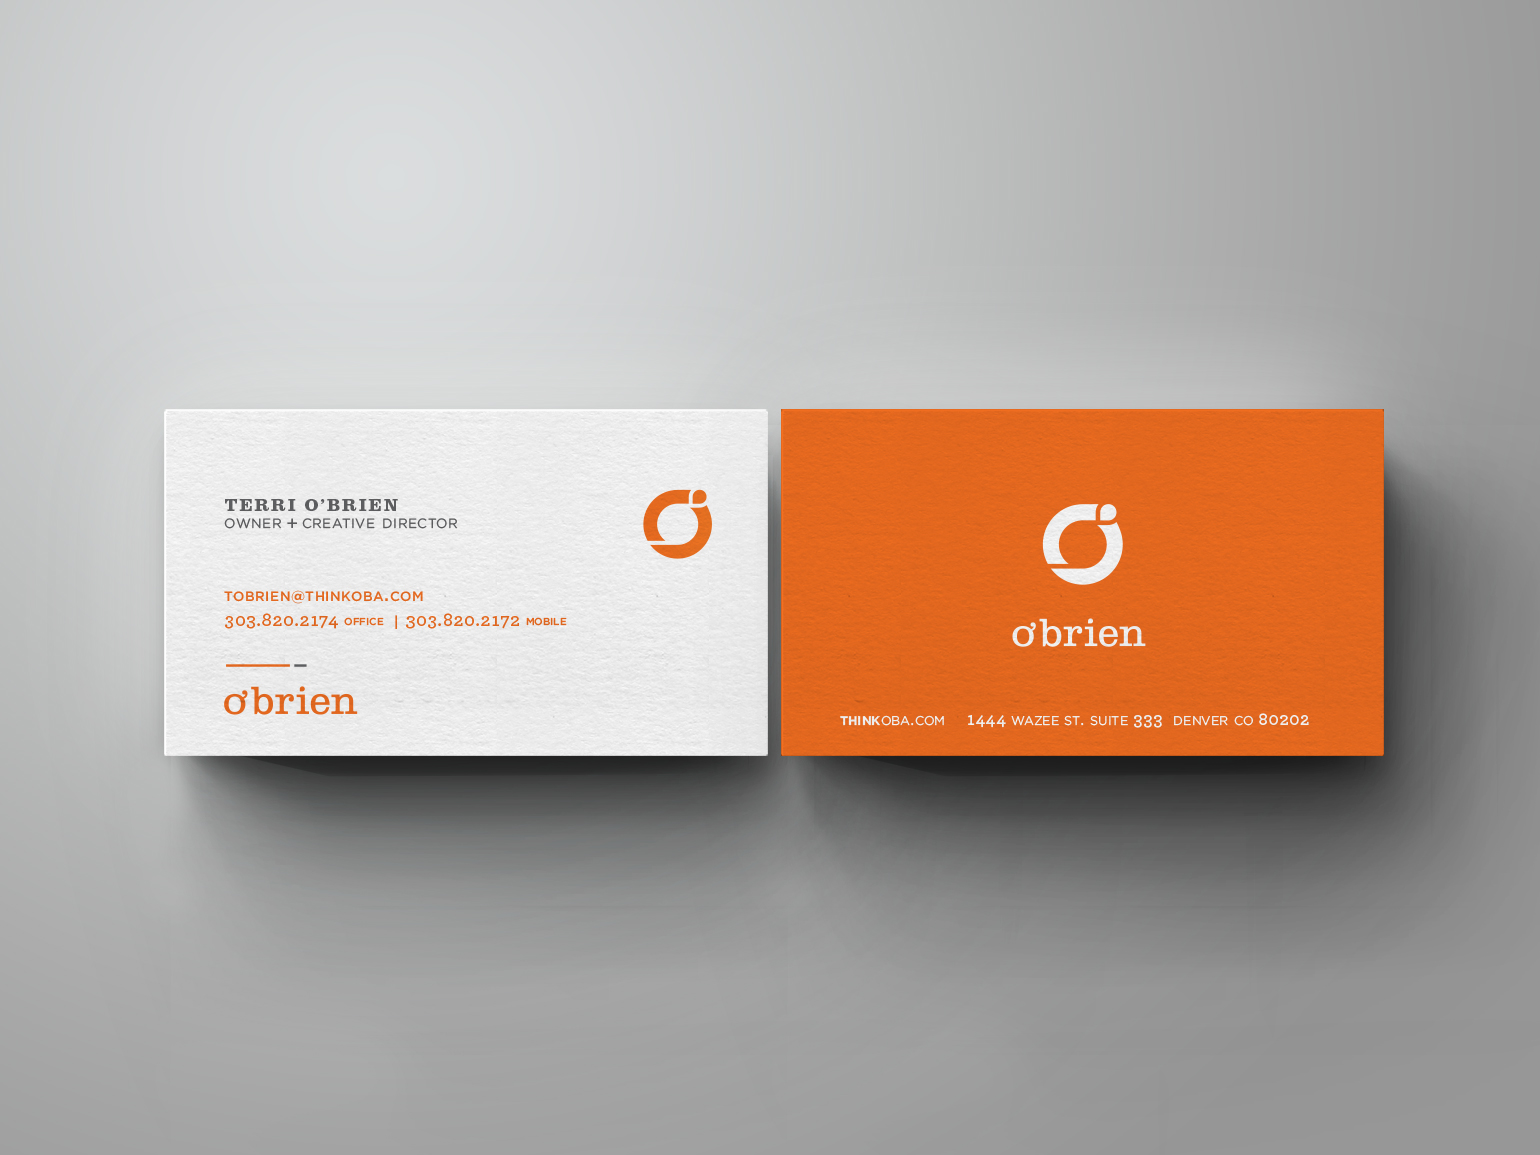 TERRI O’BRIEN
OWNER + CREATIVE DIRECTOR
TOBRIEN@THINKOBA.COM
303.820.2174 OFFICE | 303.820.2172 MOBILE
o’brien
o’brien
THINKOBA.COM 1444 WAZEE ST. SUITE 333 DENVER CO 80202